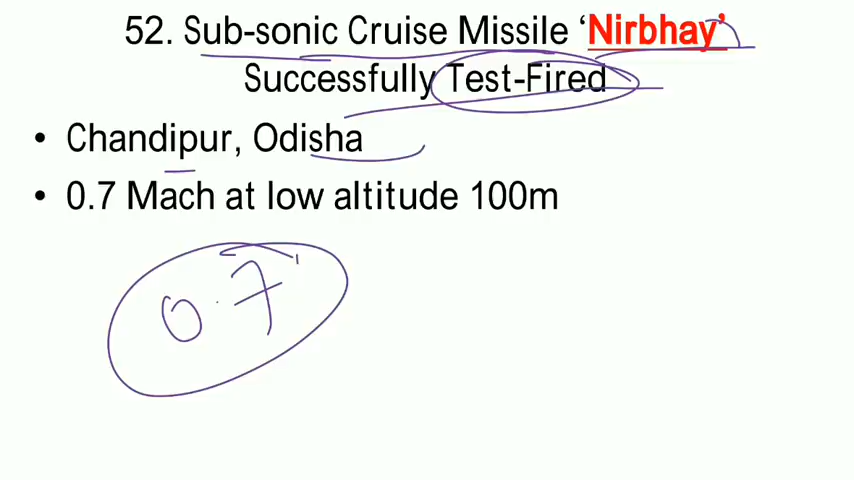 52. Sub-sonic Cruise Missile ‘Nirbhay’
Successfully Test-Fired
• Chandipur, Odisha
• 0.7 Mach at low altitude 100m
0.7